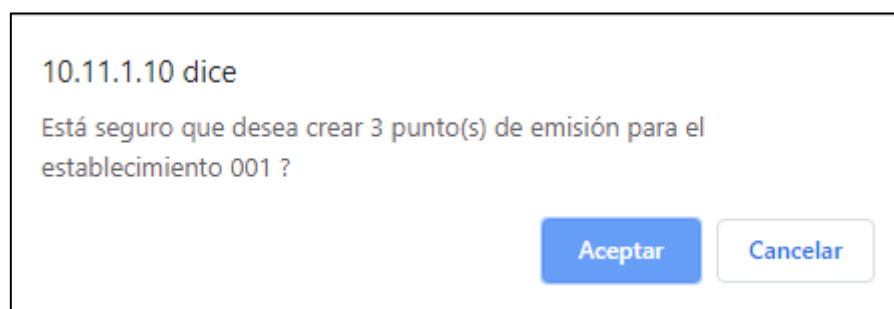 10.11.1.10 dice
Está seguro que desea crear 3 punto(s) de emisión para el
establecimiento 001 ?
Aceptar
Cancelar